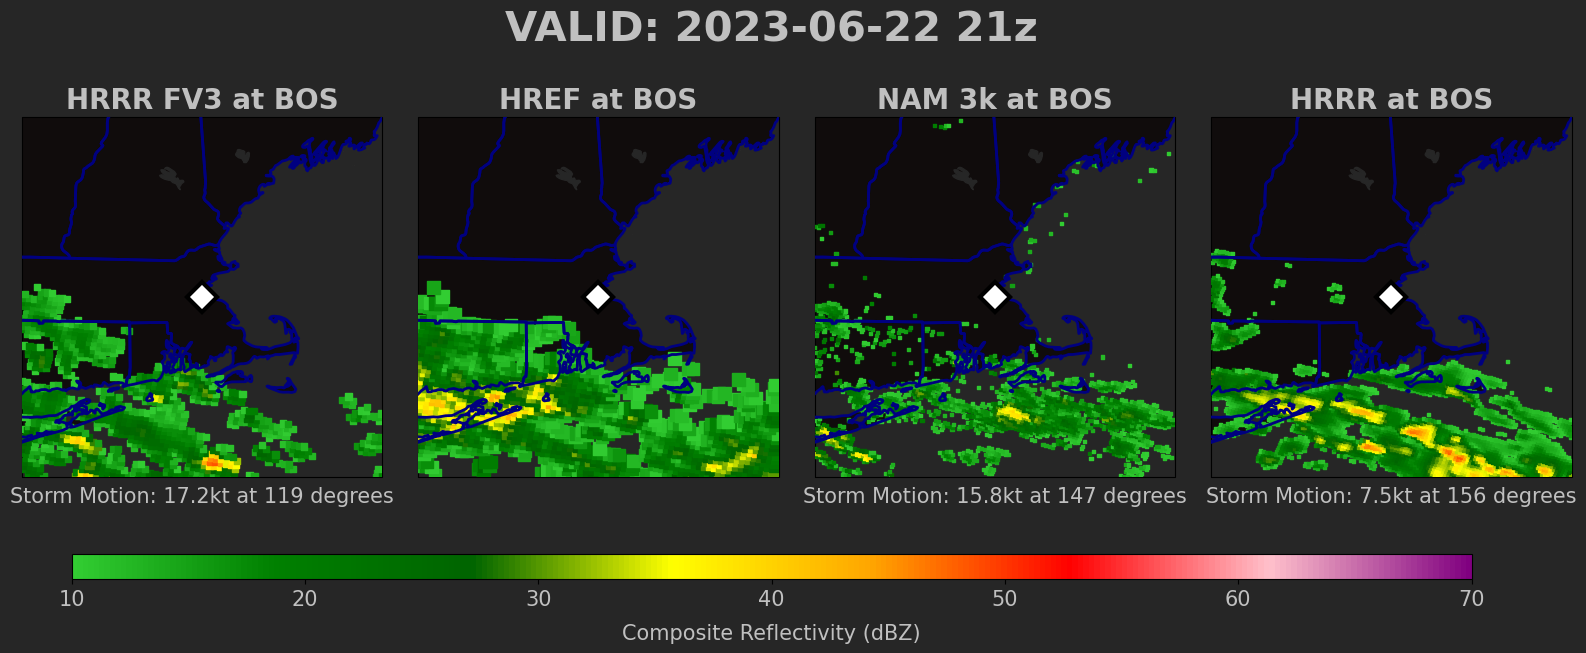 VALID: 2023-06-22 21z
HRRR FV3 at BOS
HREF at BOS
NAM 3k at BOS
HRRR at BOS
Storm Motion: 17.2kt at 119 degrees
Storm Motion: 15.8kt at 147 degrees
Storm Motion: 7.5kt at 156 degrees
10 20 30 40 50 60 70
Composite Reflectivity (dBZ)